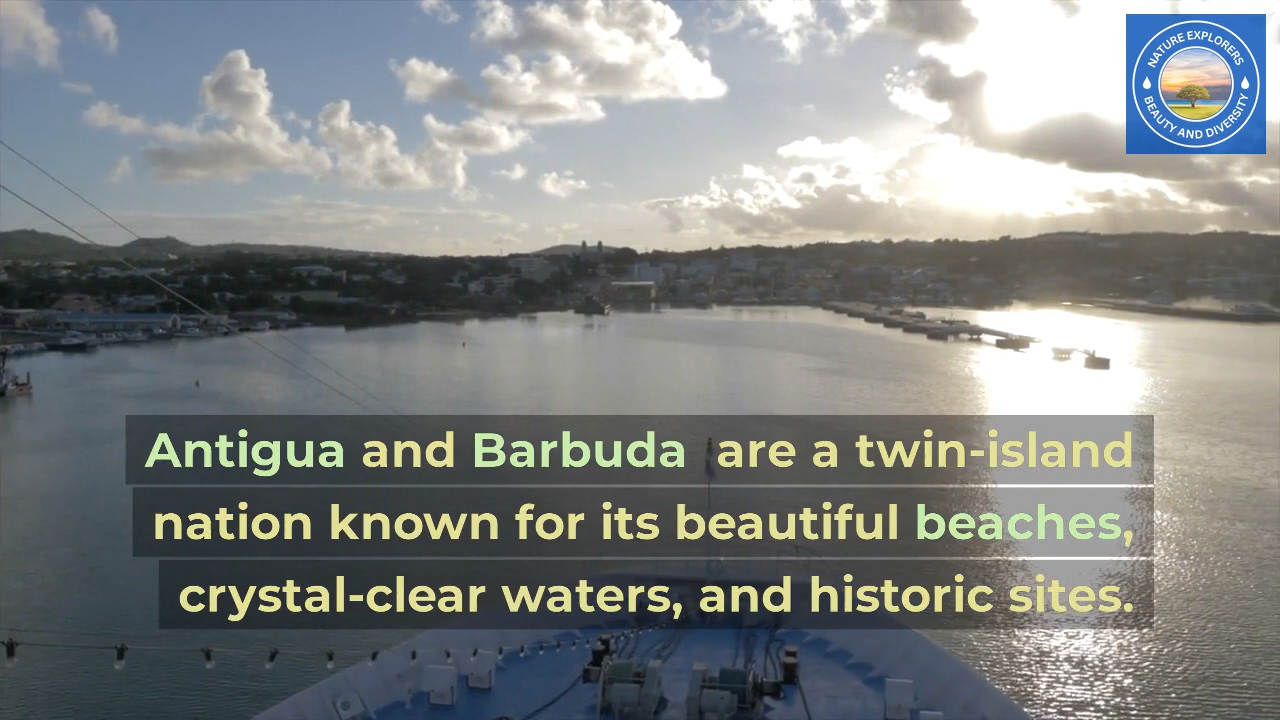 NATURE EXPLORERS
BEAUTY AND DIVERSITY
Antigua and Barbuda are a twin-island
nation known for its beautiful beaches,
crystal-clear waters, and historic sites.